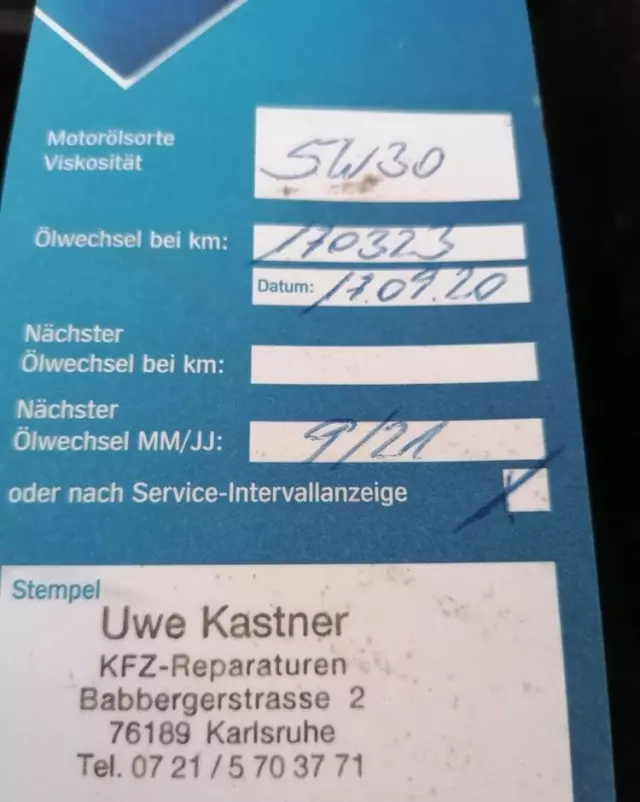 Motorölsorte
Viskosität
5W30
Ölwechsel bei km: 170323
Datum: 17.09.20
Nächster
Ölwechsel bei km:
Nächster
Ölwechsel MM/JJ: 9/21
oder nach Service-Intervallanzeige
Stempel
Uwe Kastner
KFZ-Reparaturen
Babbergerstrasse 2
76189 Karlsruhe
Tel. 07 21 / 5 70 37 71